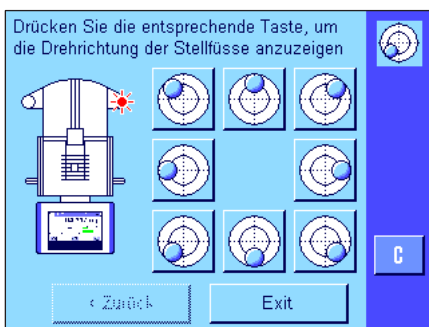 Drücken Sie die entsprechende Taste, um
die Drehrichtung der Stellfüsse anzuzeigen
C
< Zurück
Exit